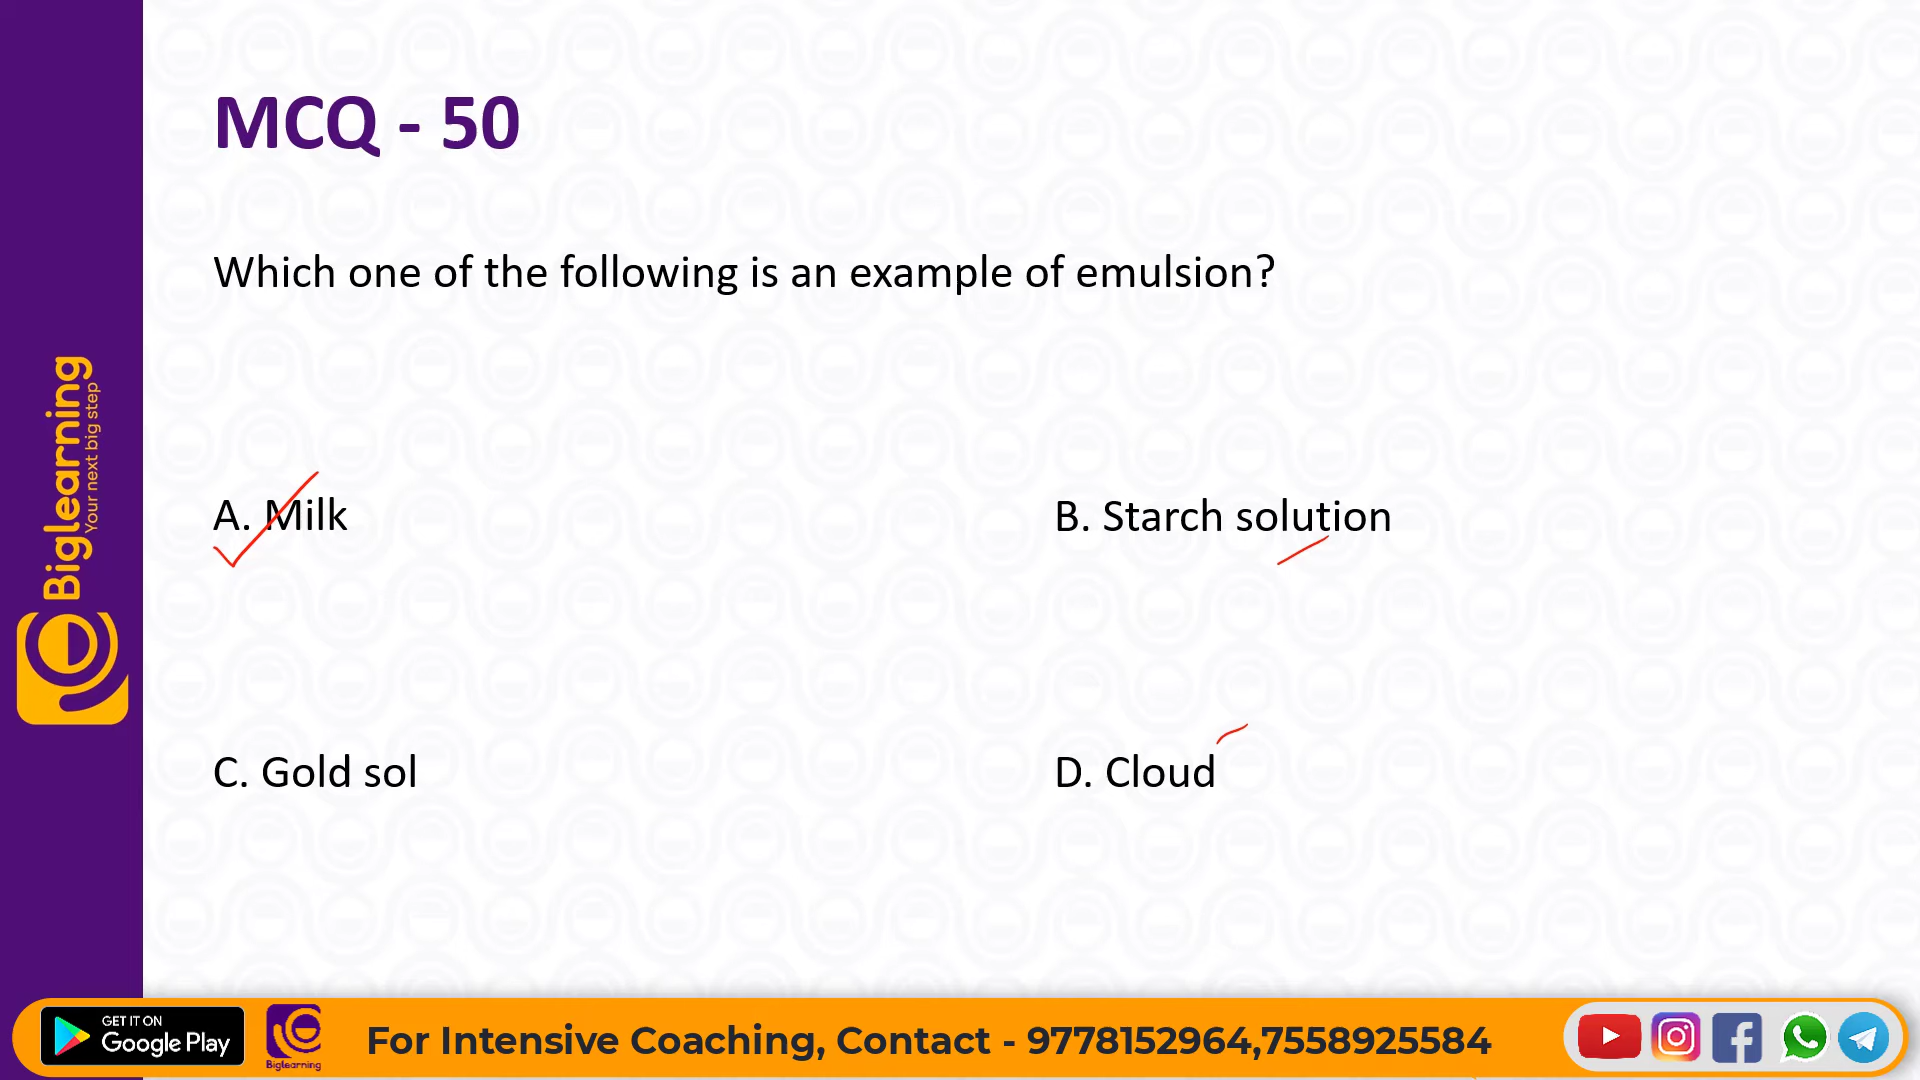 MCQ - 50
Which one of the following is an example of emulsion?
A. Milk
B. Starch solution
C. Gold sol
D. Cloud
Biglearning
Your next big step
GET IT ON
Google Play
Biglearning
For Intensive Coaching, Contact - 9778152964,7558925584